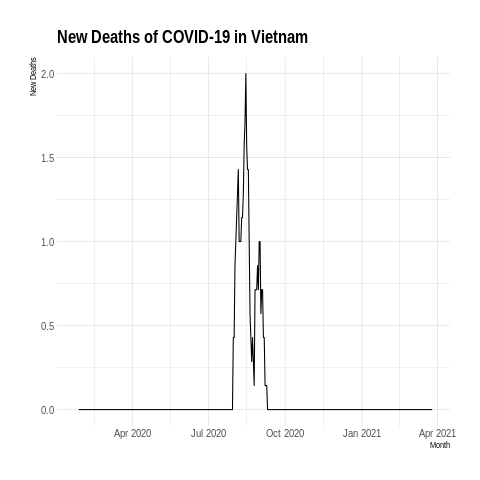 New Deaths of COVID-19 in Vietnam
New Deaths
2.0
1.5
1.0
0.5
0.0
Apr 2020 Jul 2020 Oct 2020 Jan 2021 Apr 2021
Month